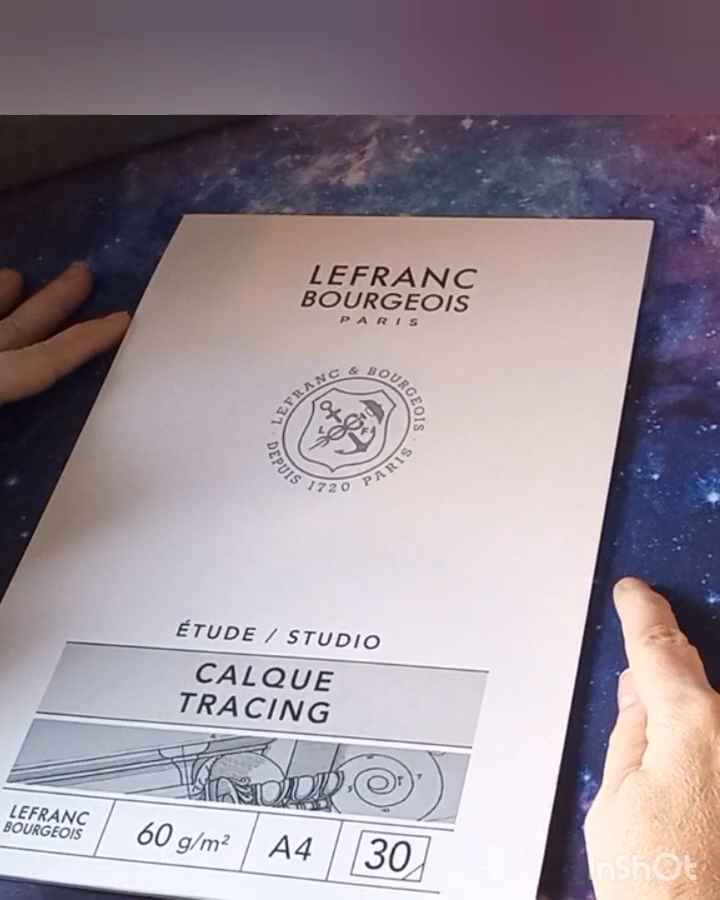 LEFRANC
BOURGEOIS
PARIS
LEFRANC & BOURGEOIS
L F
DEPUIS 1720 PARIS
ÉTUDE / STUDIO
CALQUE
TRACING
LEFRANC
BOURGEOIS
60 g/m²
A4
30
InShOt